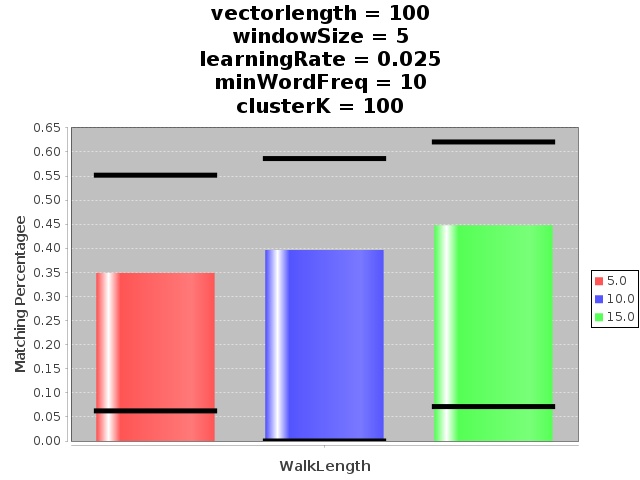 vectorlength = 100
windowSize = 5
learningRate = 0.025
minWordFreq = 10
clusterK = 100
0.65
0.60
0.55
0.50
0.45
0.40
0.35
0.30
0.25
0.20
0.15
0.10
0.05
0.00
Matching Percentagee
WalkLength
5.0
10.0
15.0